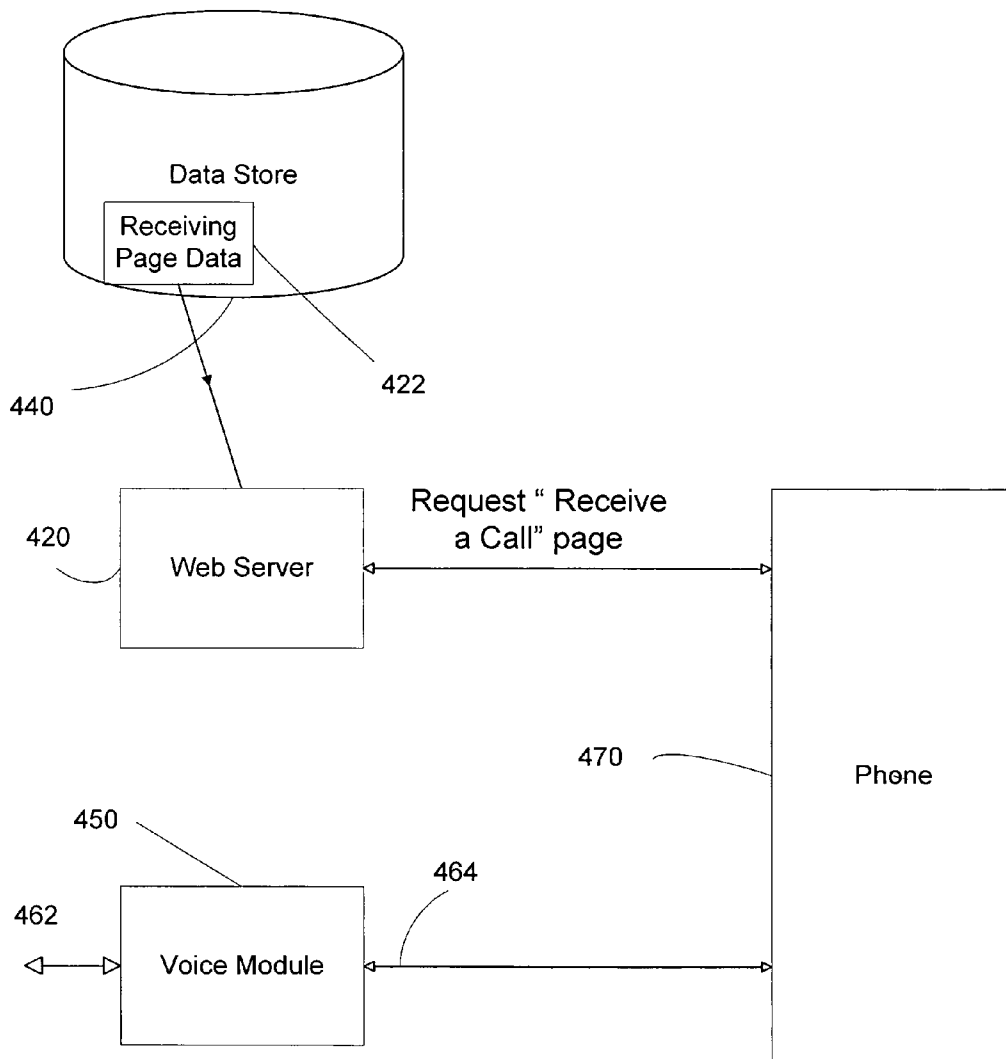 Data Store
Receiving
Page Data
422
440
Request “ Receive
a Call” page
420
Web Server
470
Phone
450
464
462
Voice Module